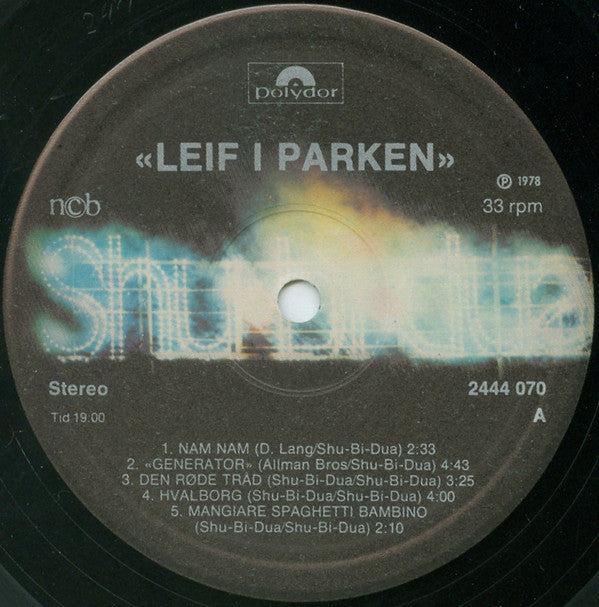 polydor
«LEIF I PARKEN»
℗ 1978
ncb
33 rpm
Shu-bi-dua
Stereo
2444 070
Tid 19.00
A
1. NAM NAM (D. Lang/Shu-Bi-Dua) 2:33
2. «GENERATOR» (Allman Bros/Shu-Bi-Dua) 4:43
3. DEN RØDE TRÅD (Shu-Bi-Dua/Shu-Bi-Dua) 3:25
4. HVALBORG (Shu-Bi-Dua/Shu-Bi-Dua) 4:00
5. MANGIARE SPAGHETTI BAMBINO
(Shu-Bi-Dua/Shu-Bi-Dua) 2:10